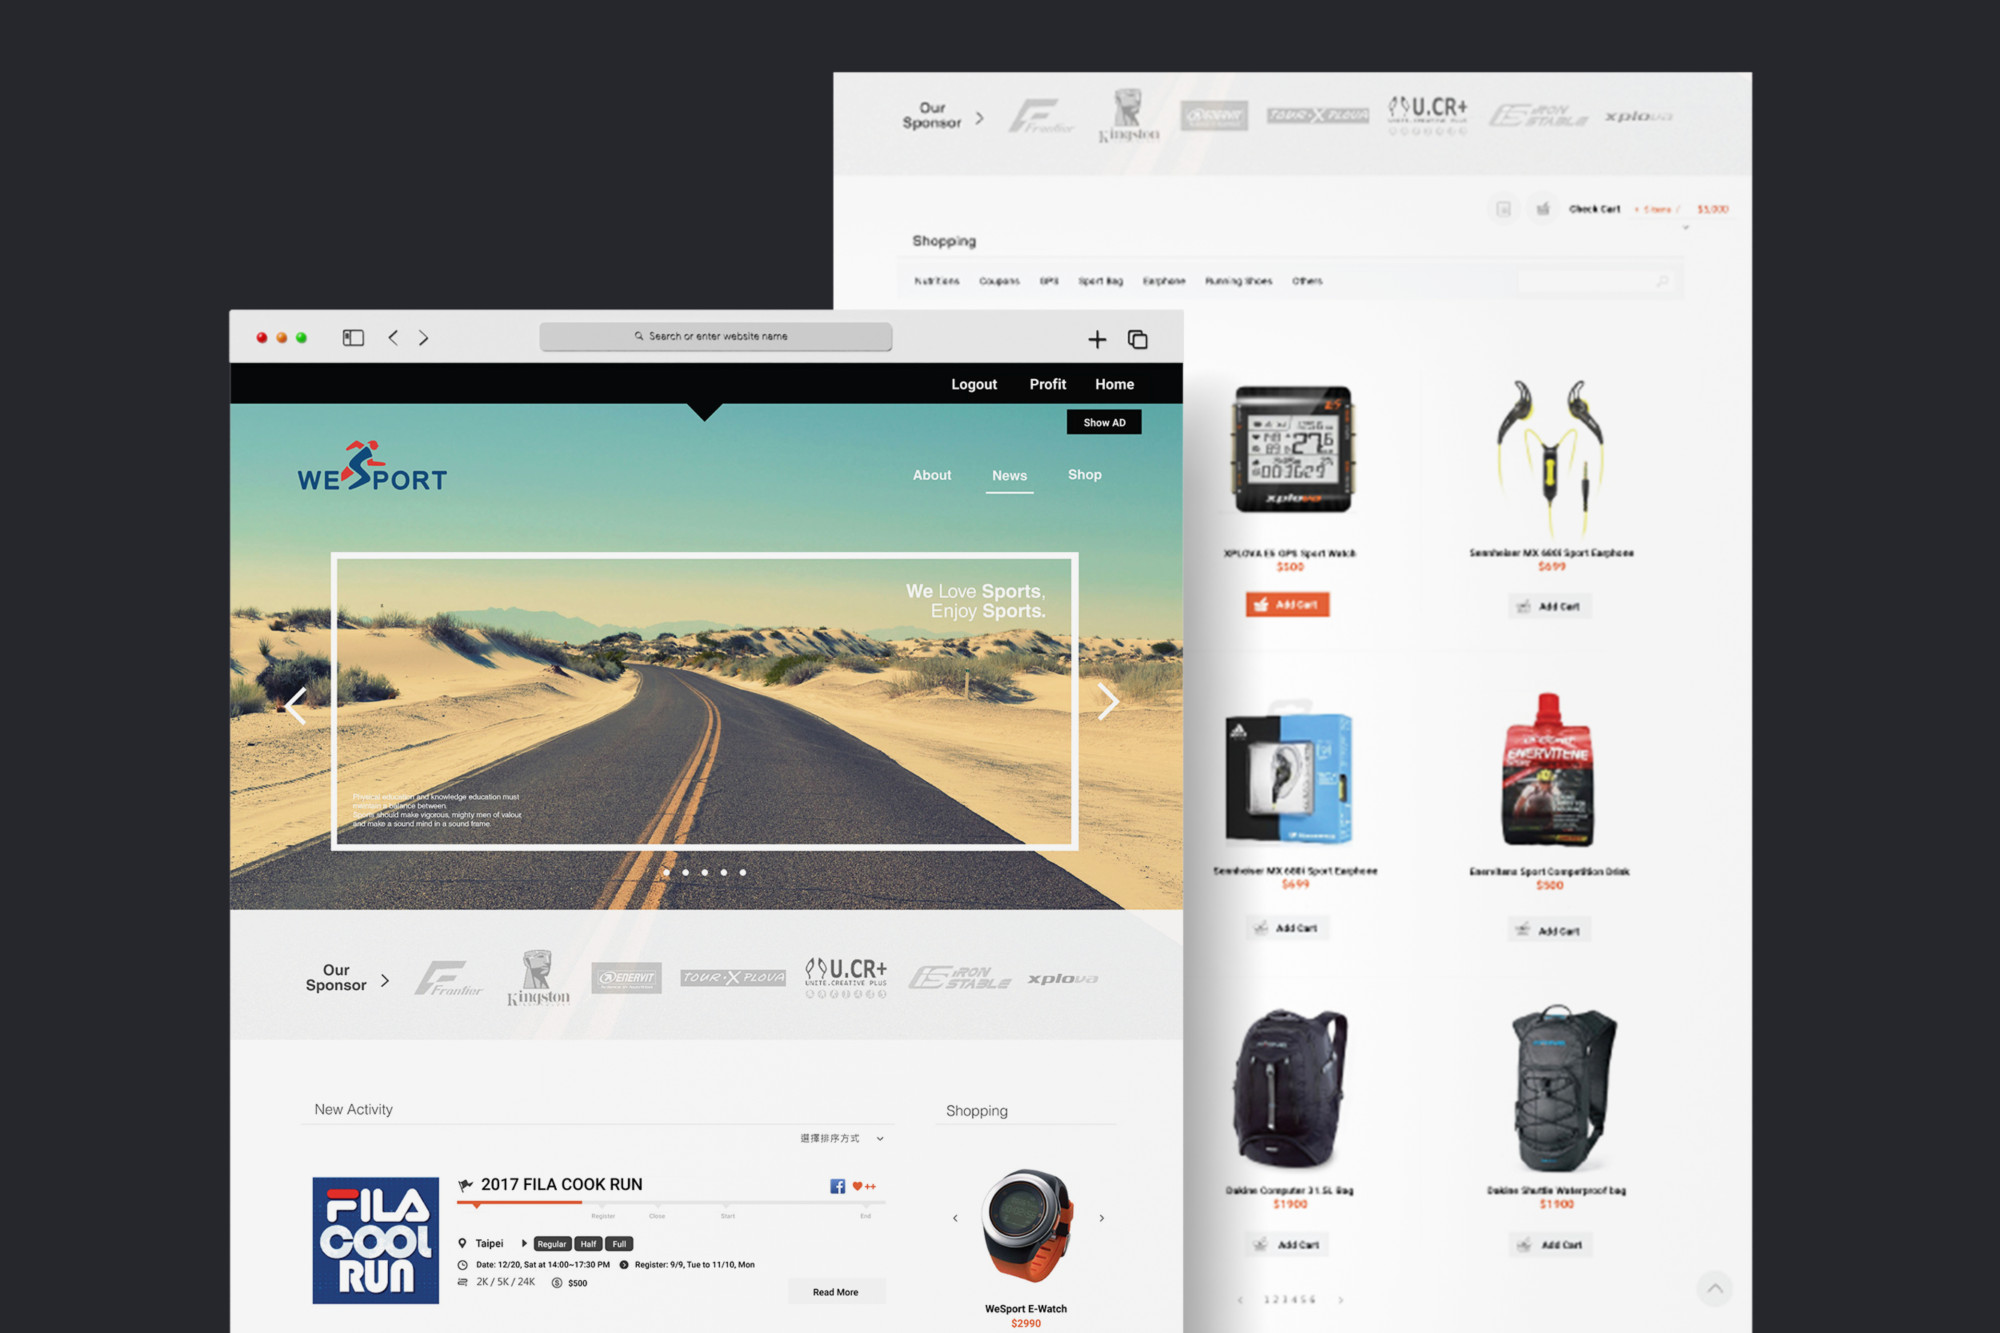 Our
Sponsor
Frontier
Kingston
ENERVIT
TOUR·X PLOVA
U.CR+
UNITE.CREATIVE PLUS
IRON
STABLE
xplova
Check Cart
$3,000
Shopping
Nutritions Coupons GPS Sport Bag Earphone Running Shoes Others
XPLOVA E5 GPS Sport Watch
$500
Add Cart
Sennheiser MX 680i Sport Earphone
$699
Add Cart
Sennheiser MX 680i Sport Earphone
$699
Add Cart
ENERVITENE
Enervitene Sport Competition Drink
$500
Add Cart
Dakine Computer 31.5L Bag
$1900
Add Cart
Dakine Shuttle Waterproof bag
$1900
Add Cart
1 2 3 4 5 6
Search or enter website name
Logout Profit Home
Show AD
WESPORT
About News Shop
We Love Sports,
Enjoy Sports.
Physical education and knowledge education must
maintain a balance between.
Sports should make vigorous, mighty men of valour,
and make a sound mind in a sound frame
Our
Sponsor
Frontier
Kingston
ENERVIT
TOUR·X PLOVA
U.CR+
UNITE.CREATIVE PLUS
IRON
STABLE
xplova
New Activity
選擇排序方式
Shopping
FILA
COOL
RUN
2017 FILA COOK RUN
++
Register Close Start End
Taipei Regular Half Full
Date: 12/20, Sat at 14:00~17:30 PM Register: 9/9, Tue to 11/10, Mon
2K / 5K / 24K $500
Read More
WeSport E-Watch
$2990